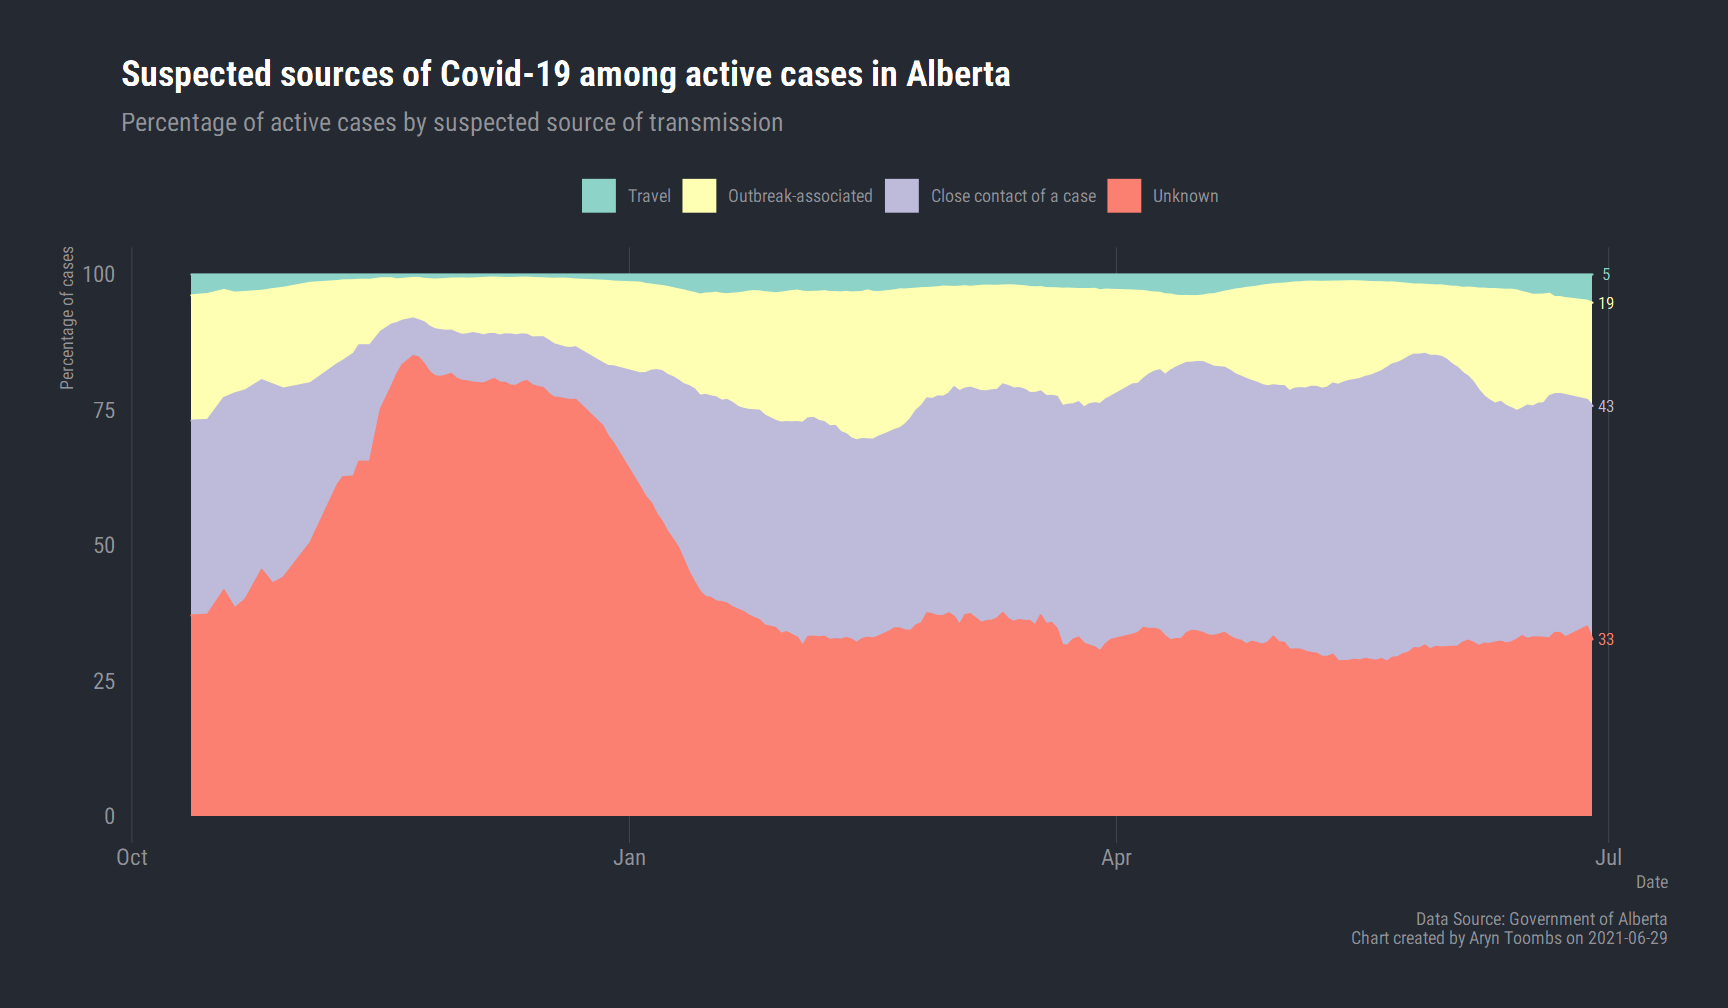 Suspected sources of Covid-19 among active cases in Alberta
Percentage of active cases by suspected source of transmission
Travel Outbreak-associated Close contact of a case Unknown
Percentage of cases
100
75
50
25
0
5
19
43
33
Oct Jan Apr Jul
Date
Data Source: Government of Alberta
Chart created by Aryn Toombs on 2021-06-29